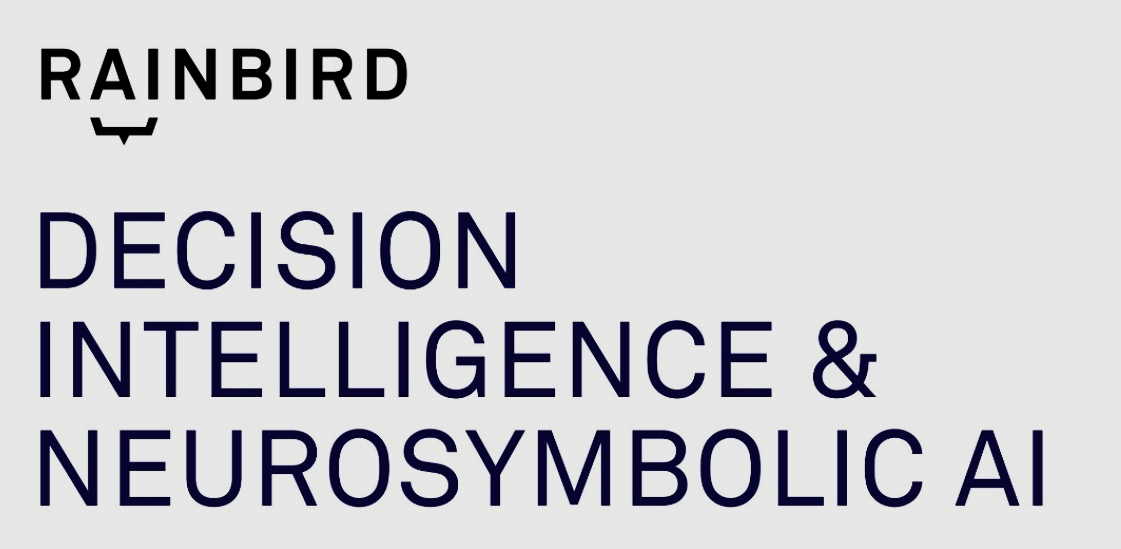 RAINBIRD
DECISION
INTELLIGENCE &
NEUROSYMBOLIC AI